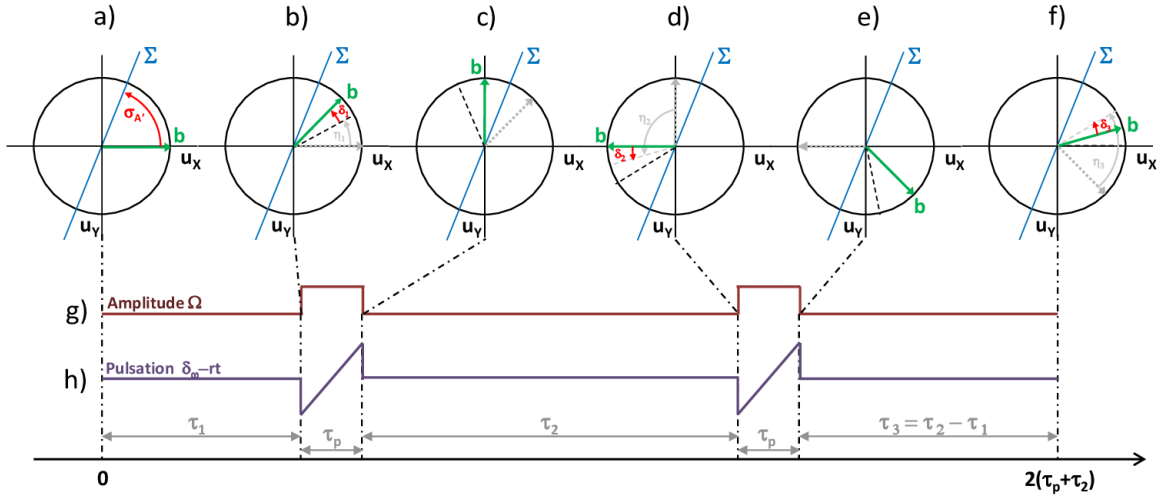 a) b) c) d) e) f)
Σ Σ Σ Σ Σ Σ
σA' b uX uY
b δ1 η1 uX uY
b uX uY
b η2 δ2 uX uY
b uX uY
b δ3 η3 uX uY
g) Amplitude Ω
h) Pulsation δω–rt
τ1 τp τ2 τp τ3 = τ2 – τ1
0 2(τp+τ2)